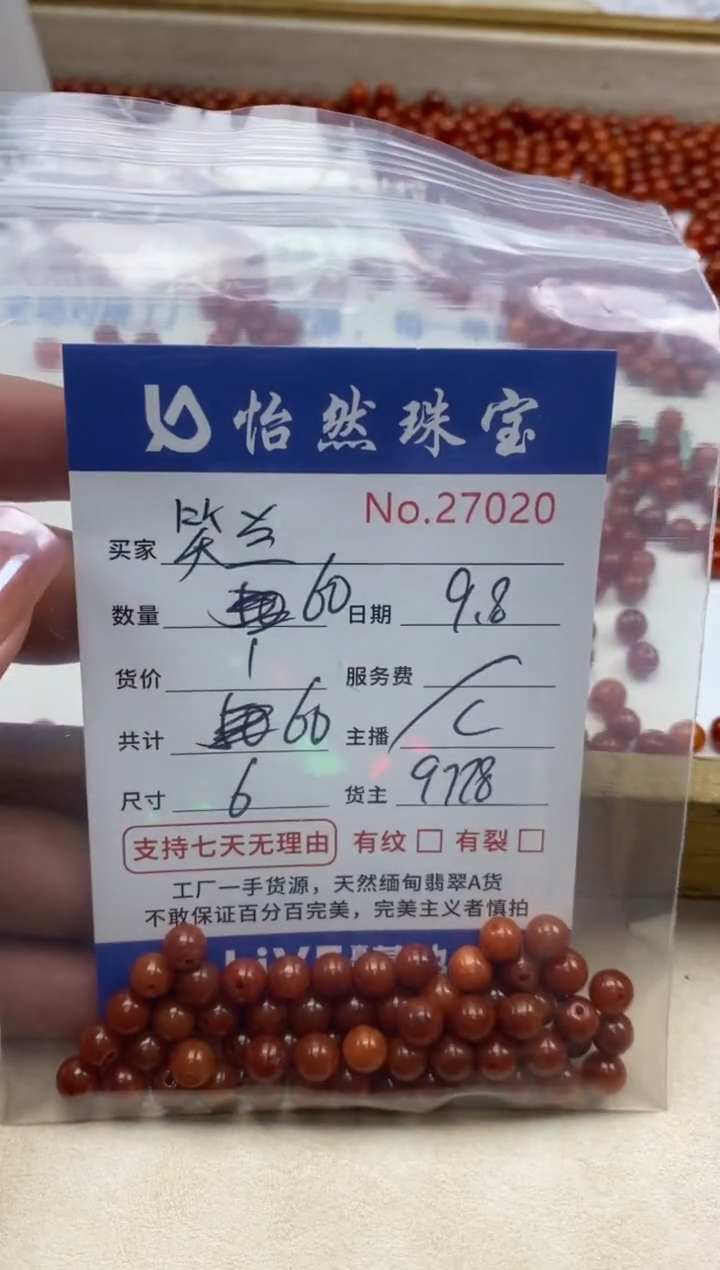 怡然珠宝
No.27020
买家 笑兰
数量 60 日期 9.8
货价 1 服务费 /
共计 60 主播 C
尺寸 6 货主 9778
支持七天无理由 有纹 □ 有裂 □
工厂一手货源，天然缅甸翡翠A货
不敢保证百分百完美，完美主义者慎拍
LIVE